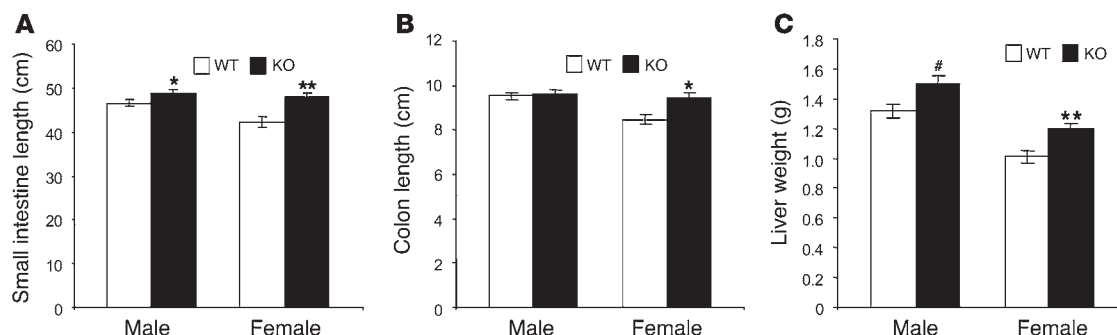 A
Small intestine length (cm)
60
50
40
30
20
10
0
WT KO
*
**
Male Female
B
Colon length (cm)
12
10
8
6
4
2
0
WT KO
*
Male Female
C
Liver weight (g)
1.8
1.6
1.4
1.2
1.0
0.8
0.6
0.4
0.2
0
WT KO
#
**
Male Female